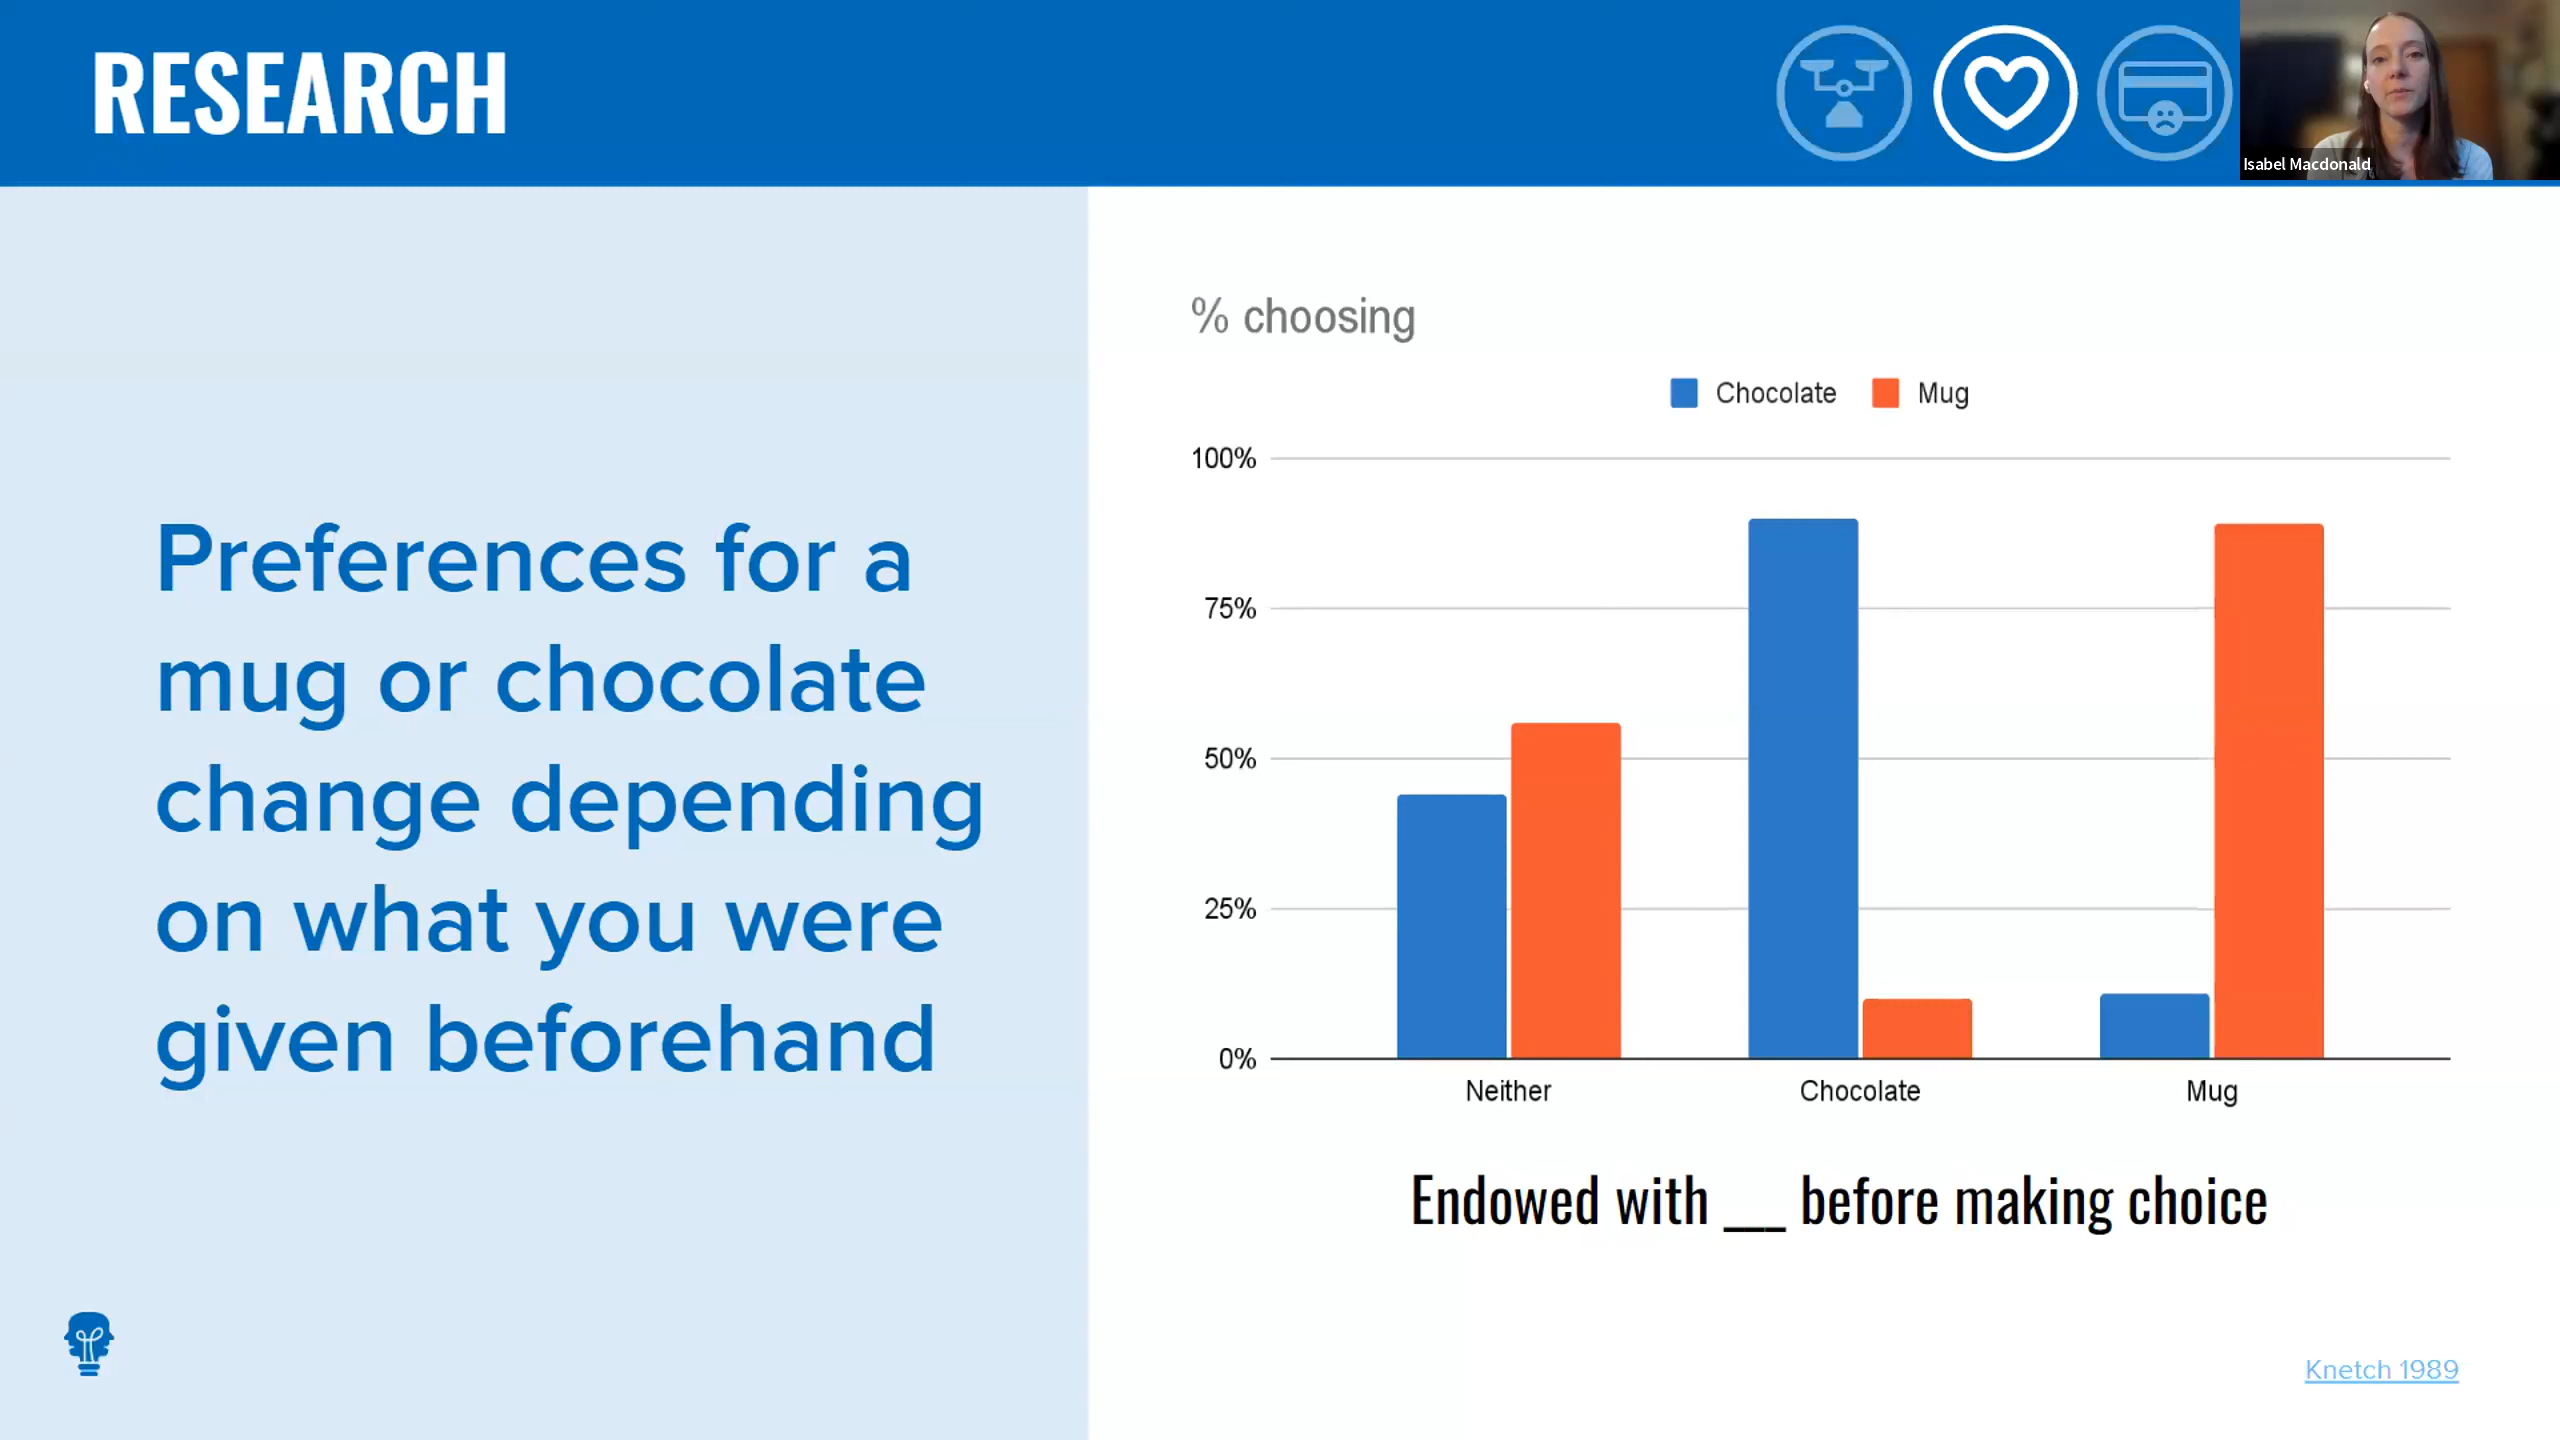 RESEARCH
Isabel Macdonald
Preferences for a
mug or chocolate
change depending
on what you were
given beforehand
% choosing
Chocolate
Mug
100%
75%
50%
25%
0%
Neither
Chocolate
Mug
Endowed with ___ before making choice
Knetch 1989